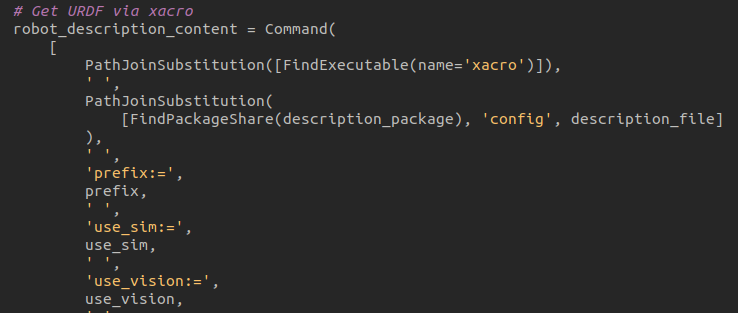 # Get URDF via xacro
robot_description_content = Command(
    [
        PathJoinSubstitution([FindExecutable(name='xacro')]),
        ' ',
        PathJoinSubstitution(
            [FindPackageShare(description_package), 'config', description_file]
        ),
        ' ',
        'prefix:=',
        prefix,
        ' ',
        'use_sim:=',
        use_sim,
        ' ',
        'use_vision:=',
        use_vision,